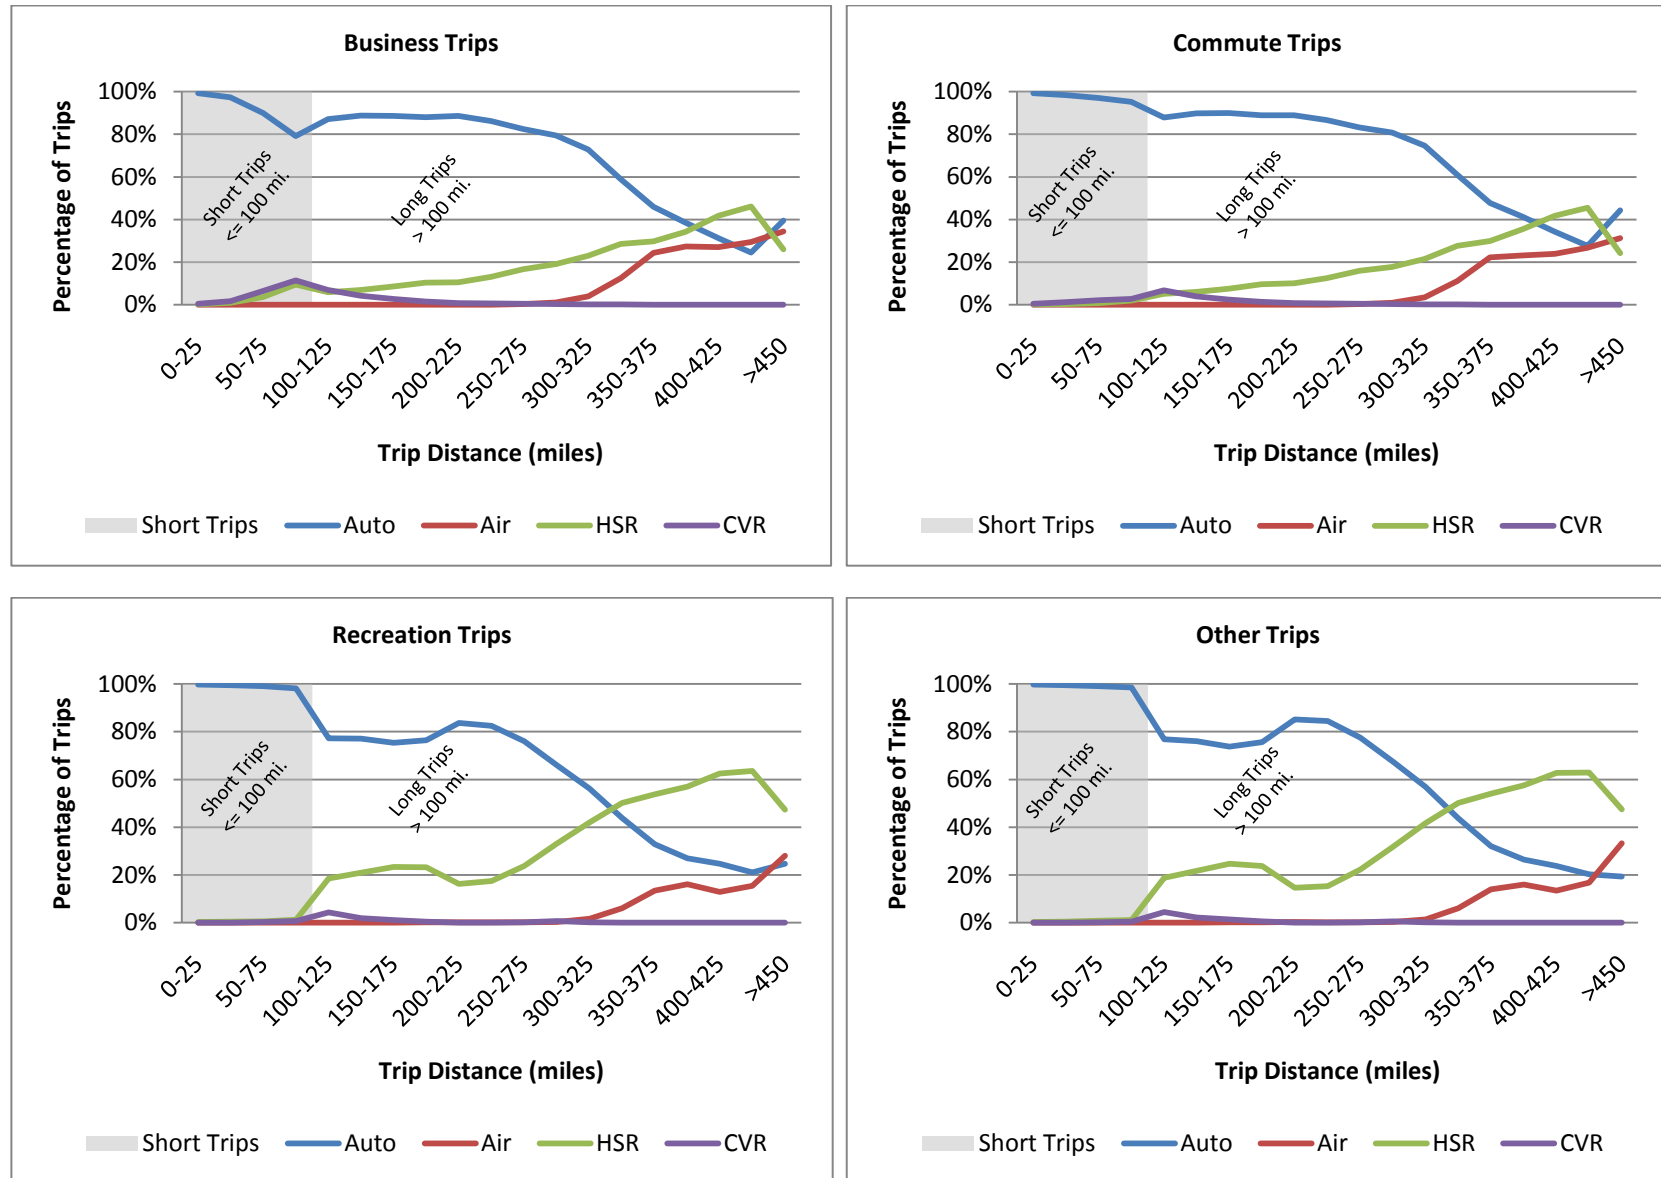 Business Trips
Percentage of Trips
100%
80%
60%
40%
20%
0%
Short Trips
<= 100 mi.
Long Trips
> 100 mi.
0-25
50-75
100-125
150-175
200-225
250-275
300-325
350-375
400-425
>450
Trip Distance (miles)
Short Trips Auto Air HSR CVR
Commute Trips
Percentage of Trips
100%
80%
60%
40%
20%
0%
Short Trips
<= 100 mi.
Long Trips
> 100 mi.
0-25
50-75
100-125
150-175
200-225
250-275
300-325
350-375
400-425
>450
Trip Distance (miles)
Short Trips Auto Air HSR CVR
Recreation Trips
Percentage of Trips
100%
80%
60%
40%
20%
0%
Short Trips
<= 100 mi.
Long Trips
> 100 mi.
0-25
50-75
100-125
150-175
200-225
250-275
300-325
350-375
400-425
>450
Trip Distance (miles)
Short Trips Auto Air HSR CVR
Other Trips
Percentage of Trips
100%
80%
60%
40%
20%
0%
Short Trips
<= 100 mi.
Long Trips
> 100 mi.
0-25
50-75
100-125
150-175
200-225
250-275
300-325
350-375
400-425
>450
Trip Distance (miles)
Short Trips Auto Air HSR CVR